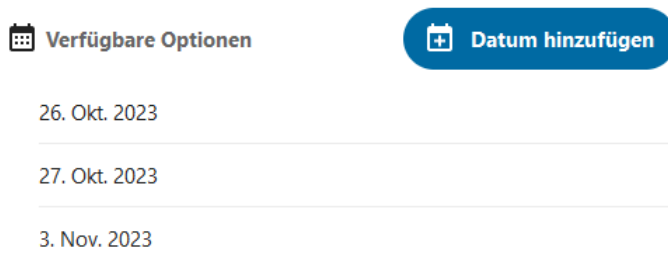 Verfügbare Optionen
Datum hinzufügen
26. Okt. 2023
27. Okt. 2023
3. Nov. 2023